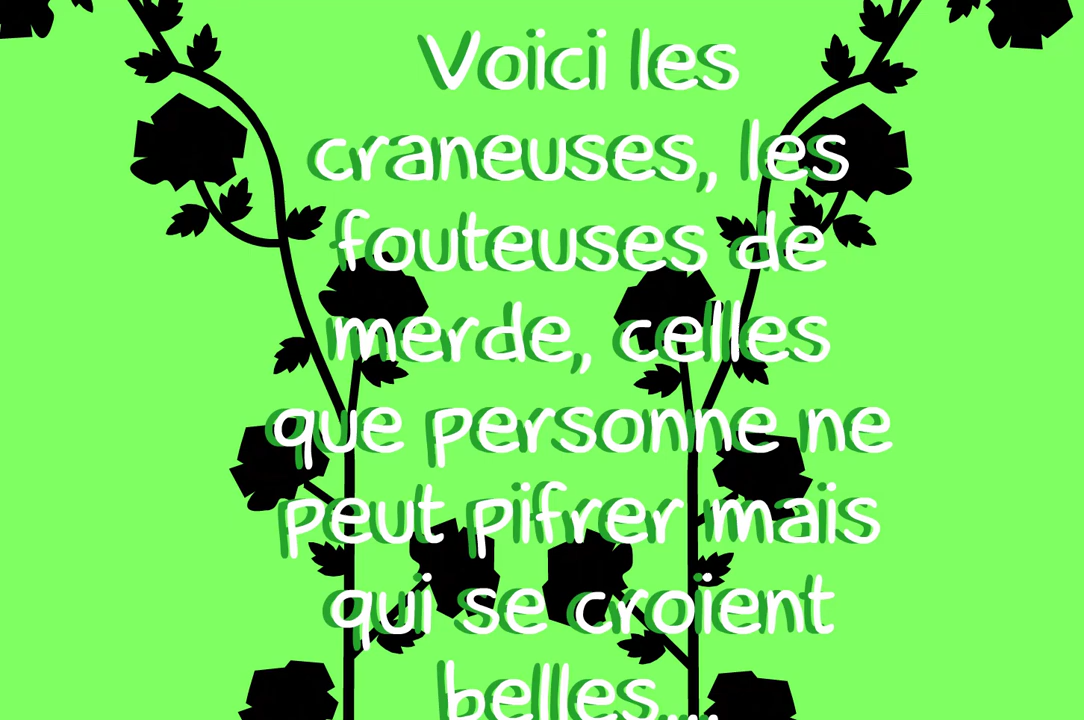 Voici les
craneuses, les
fouteuses de
merde, celles
que personne ne
peut pifrer mais
qui se croient
belles...